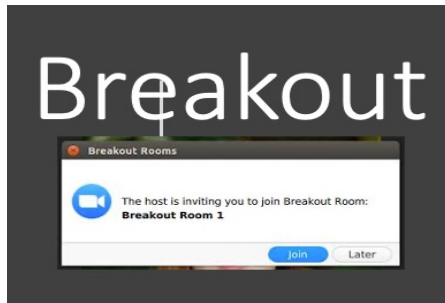 Breakout
Breakout Rooms
The host is inviting you to join Breakout Room:
Breakout Room 1
Join Later